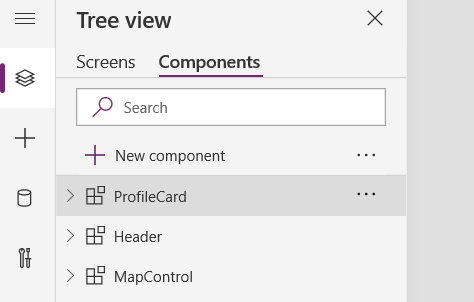 Tree view
Screens Components
Search
New component
ProfileCard
Header
MapControl